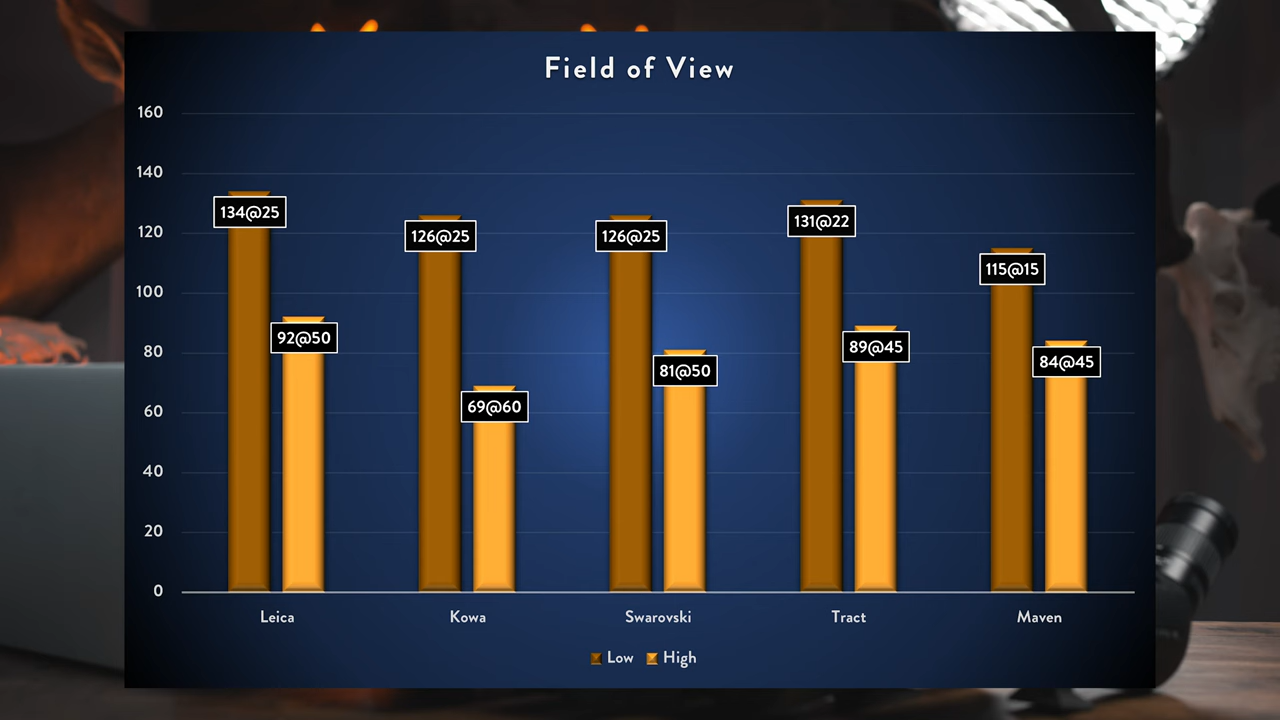 Field of View
160
140
120
100
80
60
40
20
0
134@25
92@50
126@25
69@60
126@25
81@50
131@22
89@45
115@15
84@45
Leica
Kowa
Swarovski
Tract
Maven
Low
High